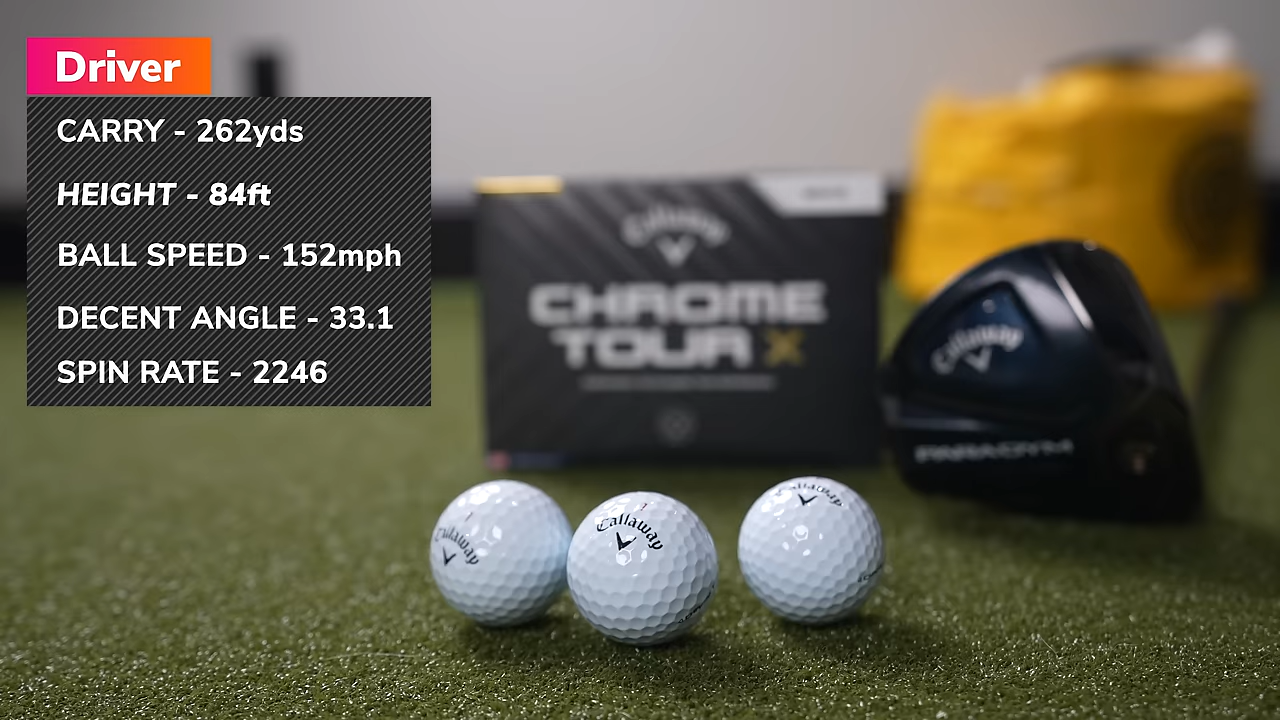 Driver
CARRY - 262yds
HEIGHT - 84ft
BALL SPEED - 152mph
DECENT ANGLE - 33.1
SPIN RATE - 2246
Callaway
CHROME
TOUR X
Callaway
PARADYM
Callaway
Callaway
Callaway